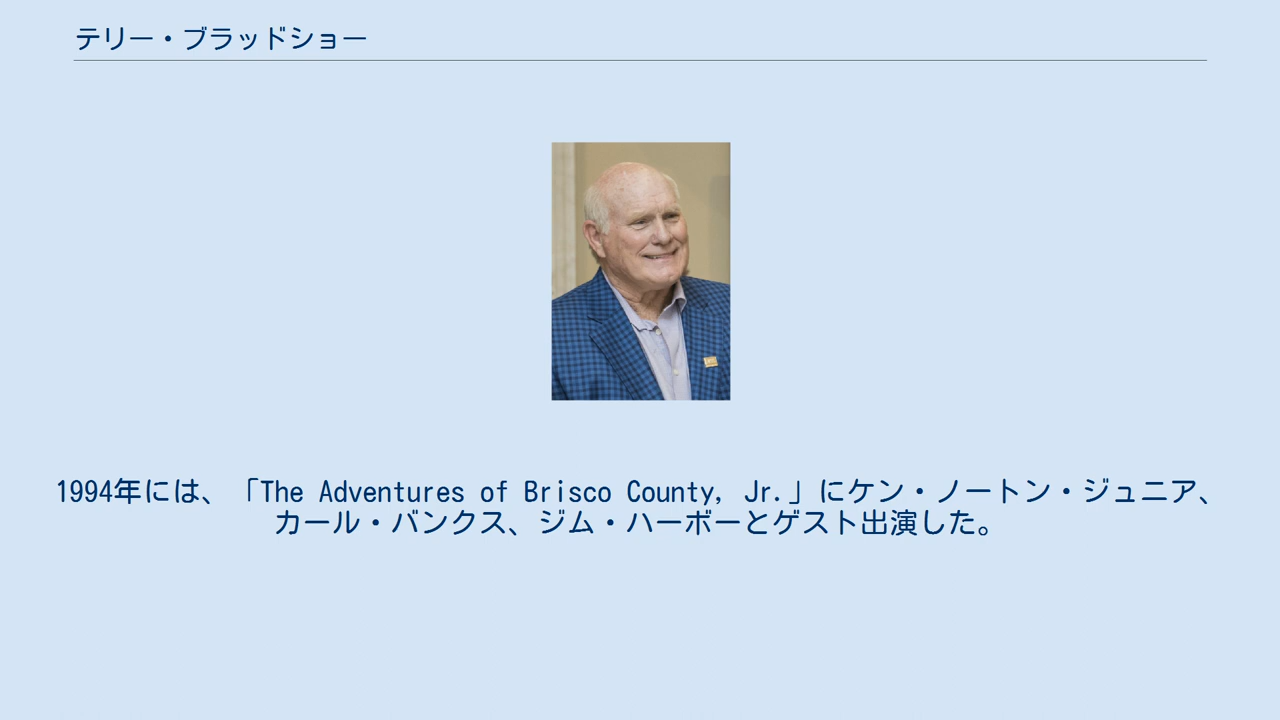 テリー・ブラッドショー
1994年には、「The Adventures of Brisco County, Jr.」にケン・ノートン・ジュニア、
カール・バンクス、ジム・ハーボーとゲスト出演した。